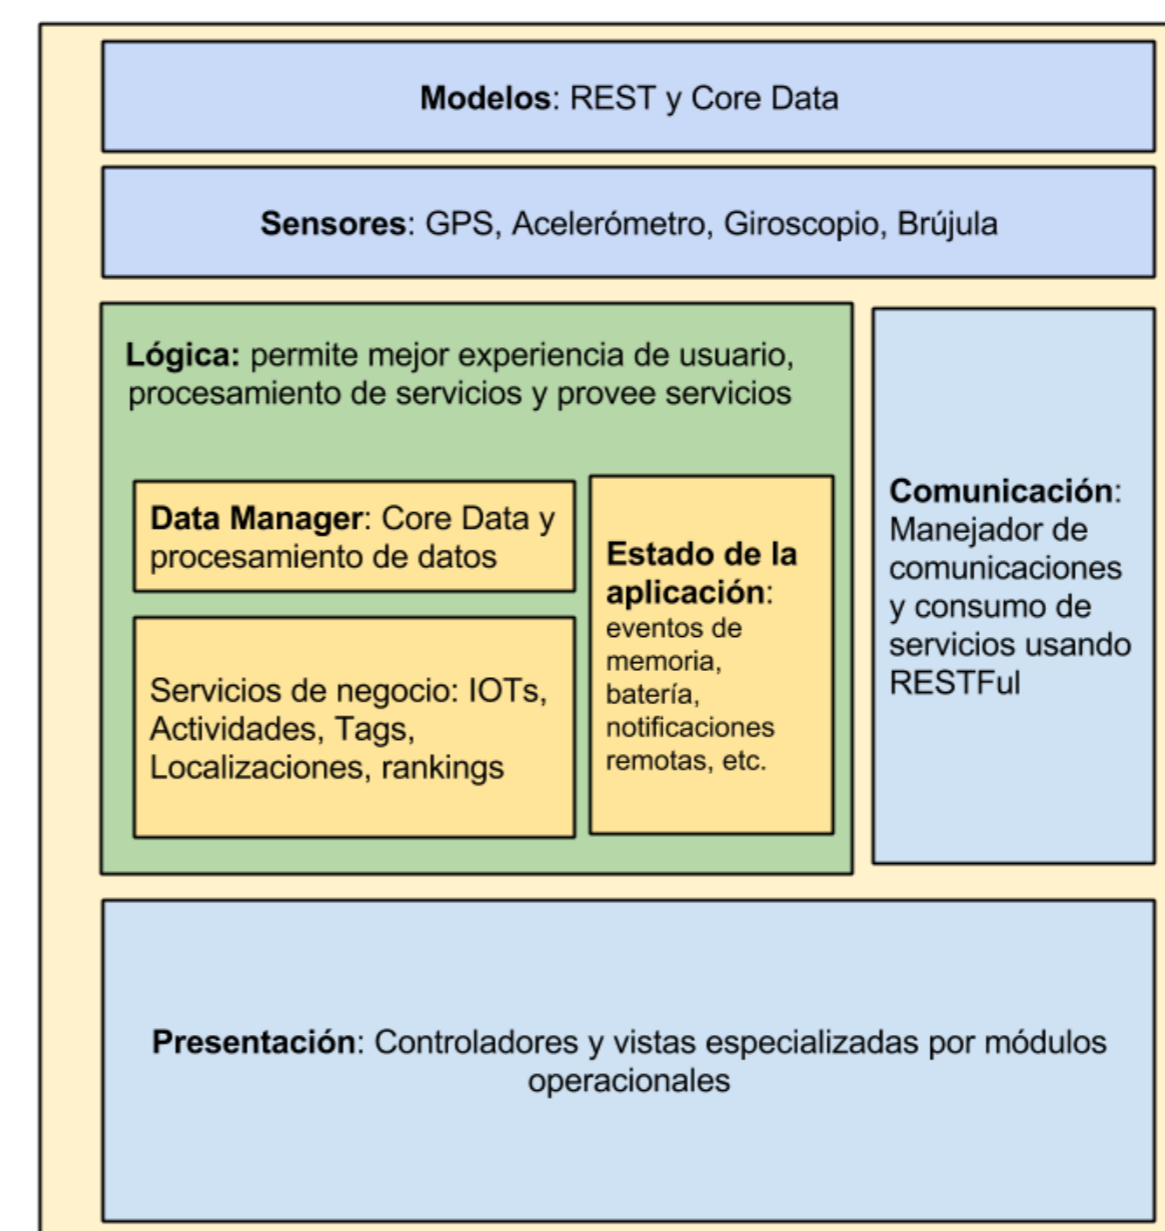 Modelos: REST y Core Data
Sensores: GPS, Acelerómetro, Giroscopio, Brújula
Lógica: permite mejor experiencia de usuario,
procesamiento de servicios y provee servicios
Data Manager: Core Data y
procesamiento de datos
Servicios de negocio: IOTs,
Actividades, Tags,
Localizaciones, rankings
Estado de la
aplicación:
eventos de
memoria,
batería,
notificaciones
remotas, etc.
Comunicación:
Manejador de
comunicaciones
y consumo de
servicios usando
RESTFul
Presentación: Controladores y vistas especializadas por módulos
operacionales